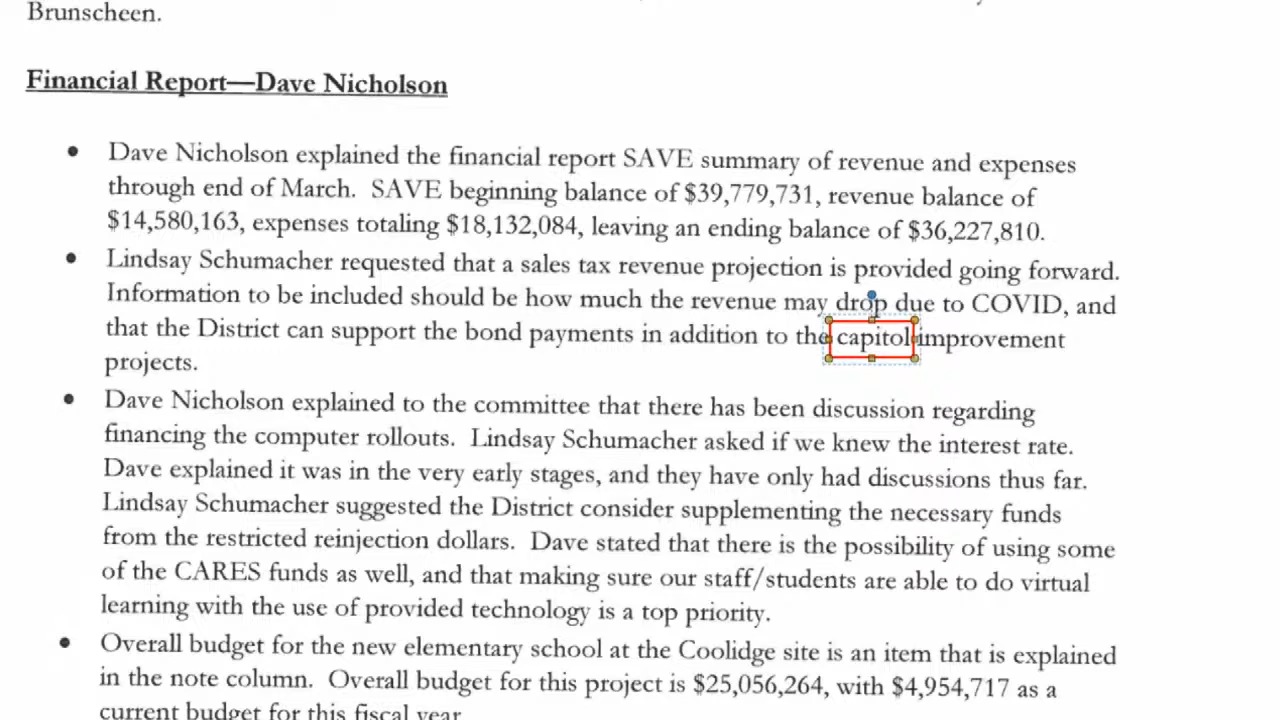 Brunscheen.
Financial Report—Dave Nicholson
• Dave Nicholson explained the financial report SAVE summary of revenue and expenses
through end of March. SAVE beginning balance of $39,779,731, revenue balance of
$14,580,163, expenses totaling $18,132,084, leaving an ending balance of $36,227,810.
• Lindsay Schumacher requested that a sales tax revenue projection is provided going forward.
Information to be included should be how much the revenue may drop due to COVID, and
that the District can support the bond payments in addition to the capitol improvement
projects.
• Dave Nicholson explained to the committee that there has been discussion regarding
financing the computer rollouts. Lindsay Schumacher asked if we knew the interest rate.
Dave explained it was in the very early stages, and they have only had discussions thus far.
Lindsay Schumacher suggested the District consider supplementing the necessary funds
from the restricted reinjection dollars. Dave stated that there is the possibility of using some
of the CARES funds as well, and that making sure our staff/students are able to do virtual
learning with the use of provided technology is a top priority.
• Overall budget for the new elementary school at the Coolidge site is an item that is explained
in the note column. Overall budget for this project is $25,056,264, with $4,954,717 as a
current budget for this fiscal year